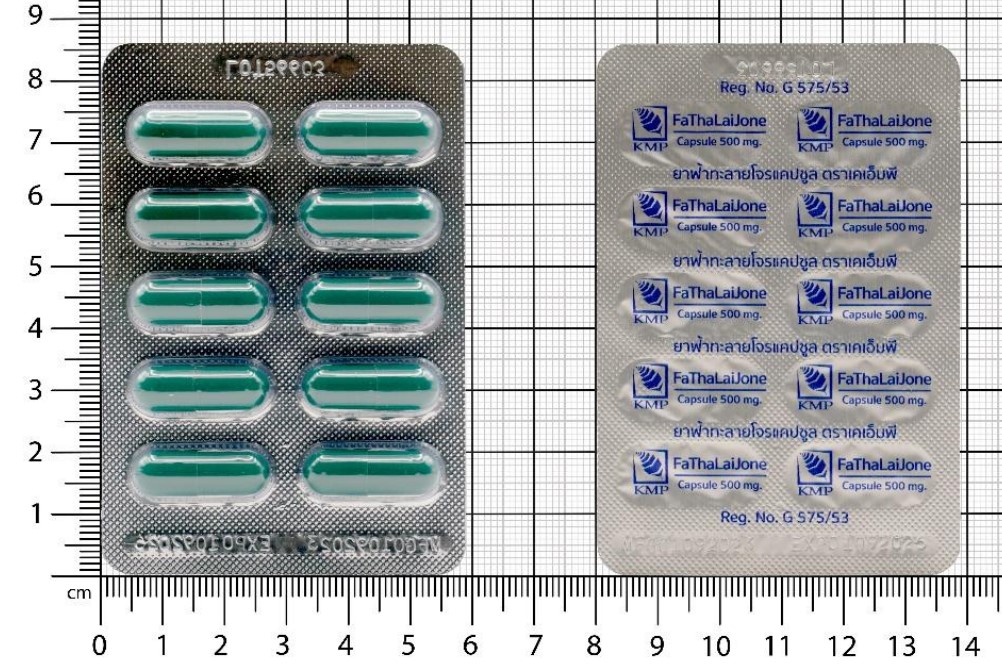 9
8
7
6
5
4
3
2
1
cm
0 1 2 3 4 5 6 7 8 9 10 11 12 13 14
LOT59903
Reg. No. G 575/53
KMP FaThaLaiJone Capsule 500 mg. KMP FaThaLaiJone Capsule 500 mg.
ยาฟ้าทะลายโจรแคปซูล ตราเคเอ็มพี
KMP FaThaLaiJone Capsule 500 mg. KMP FaThaLaiJone Capsule 500 mg.
ยาฟ้าทะลายโจรแคปซูล ตราเคเอ็มพี
KMP FaThaLaiJone Capsule 500 mg. KMP FaThaLaiJone Capsule 500 mg.
ยาฟ้าทะลายโจรแคปซูล ตราเคเอ็มพี
KMP FaThaLaiJone Capsule 500 mg. KMP FaThaLaiJone Capsule 500 mg.
ยาฟ้าทะลายโจรแคปซูล ตราเคเอ็มพี
KMP FaThaLaiJone Capsule 500 mg. KMP FaThaLaiJone Capsule 500 mg.
Reg. No. G 575/53